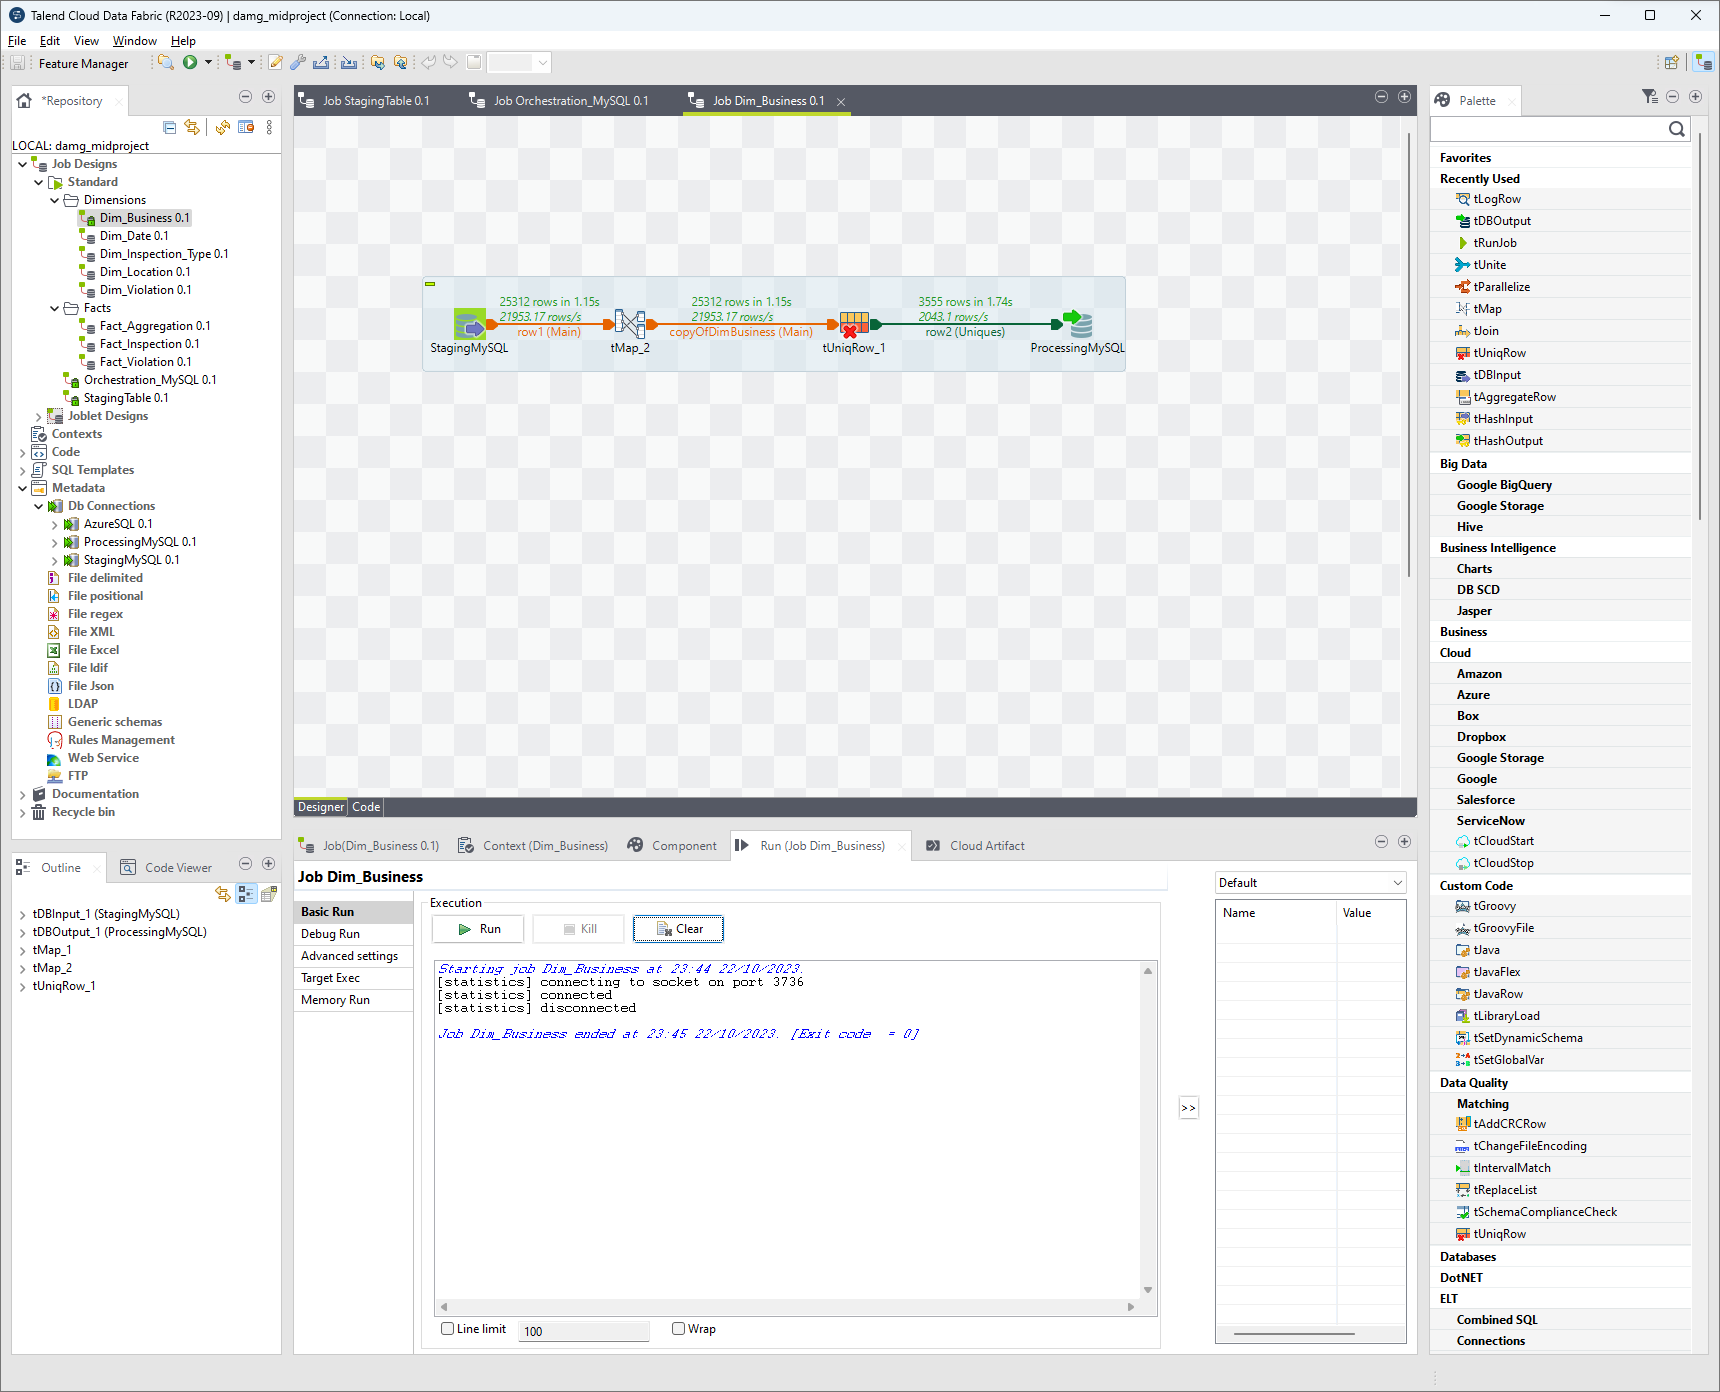 Talend Cloud Data Fabric (R2023-09) | damg_midproject (Connection: Local)
File Edit View Window Help
Feature Manager
*Repository
LOCAL: damg_midproject
Job Designs
Standard
Dimensions
Dim_Business 0.1
Dim_Date 0.1
Dim_Inspection_Type 0.1
Dim_Location 0.1
Dim_Violation 0.1
Facts
Fact_Aggregation 0.1
Fact_Inspection 0.1
Fact_Violation 0.1
Orchestration_MySQL 0.1
StagingTable 0.1
Joblet Designs
Contexts
Code
SQL Templates
Metadata
Db Connections
AzureSQL 0.1
ProcessingMySQL 0.1
StagingMySQL 0.1
File delimited
File positional
File regex
File XML
File Excel
File ldif
File Json
LDAP
Generic schemas
Rules Management
Web Service
FTP
Documentation
Recycle bin
Outline
Code Viewer
tDBInput_1 (StagingMySQL)
tDBOutput_1 (ProcessingMySQL)
tMap_1
tMap_2
tUniqRow_1
Job StagingTable 0.1
Job Orchestration_MySQL 0.1
Job Dim_Business 0.1
25312 rows in 1.15s
21953.17 rows/s
row1 (Main)
25312 rows in 1.15s
21953.17 rows/s
copyOfDimBusiness (Main)
3555 rows in 1.74s
2043.1 rows/s
row2 (Uniques)
StagingMySQL
tMap_2
tUniqRow_1
ProcessingMySQL
Designer
Code
Job(Dim_Business 0.1)
Context (Dim_Business)
Component
Run (Job Dim_Business)
Cloud Artifact
Job Dim_Business
Basic Run
Debug Run
Advanced settings
Target Exec
Memory Run
Execution
Run
Kill
Clear
Starting job Dim_Business at 23:44 22/10/2023.
[statistics] connecting to socket on port 3736
[statistics] connected
[statistics] disconnected
Job Dim_Business ended at 23:45 22/10/2023. [Exit code  = 0]
Line limit
100
Wrap
>>
Default
Name
Value
Palette
Favorites
Recently Used
tLogRow
tDBOutput
tRunJob
tUnite
tParallelize
tMap
tJoin
tUniqRow
tDBInput
tAggregateRow
tHashInput
tHashOutput
Big Data
Google BigQuery
Google Storage
Hive
Business Intelligence
Charts
DB SCD
Jasper
Business
Cloud
Amazon
Azure
Box
Dropbox
Google Storage
Google
Salesforce
ServiceNow
tCloudStart
tCloudStop
Custom Code
tGroovy
tGroovyFile
tJava
tJavaFlex
tJavaRow
tLibraryLoad
tSetDynamicSchema
tSetGlobalVar
Data Quality
Matching
tAddCRCRow
tChangeFileEncoding
tIntervalMatch
tReplaceList
tSchemaComplianceCheck
tUniqRow
Databases
DotNET
ELT
Combined SQL
Connections